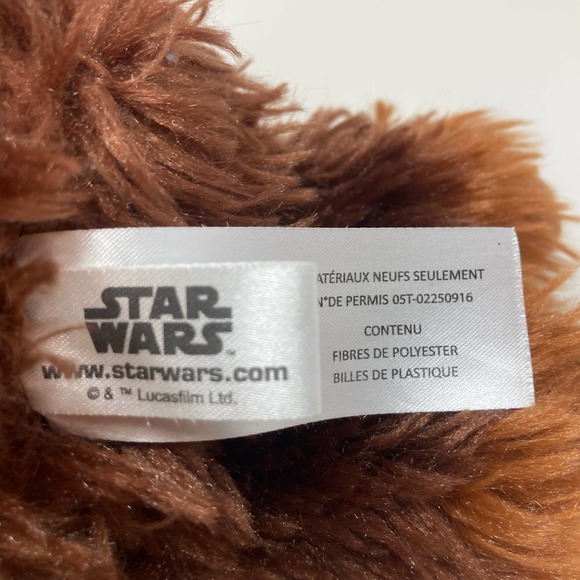 STAR
WARS™
www.starwars.com
© & ™ Lucasfilm Ltd.
ATÉRIAUX NEUFS SEULEMENT
N°DE PERMIS 05T-02250916
CONTENU
FIBRES DE POLYESTER
BILLES DE PLASTIQUE